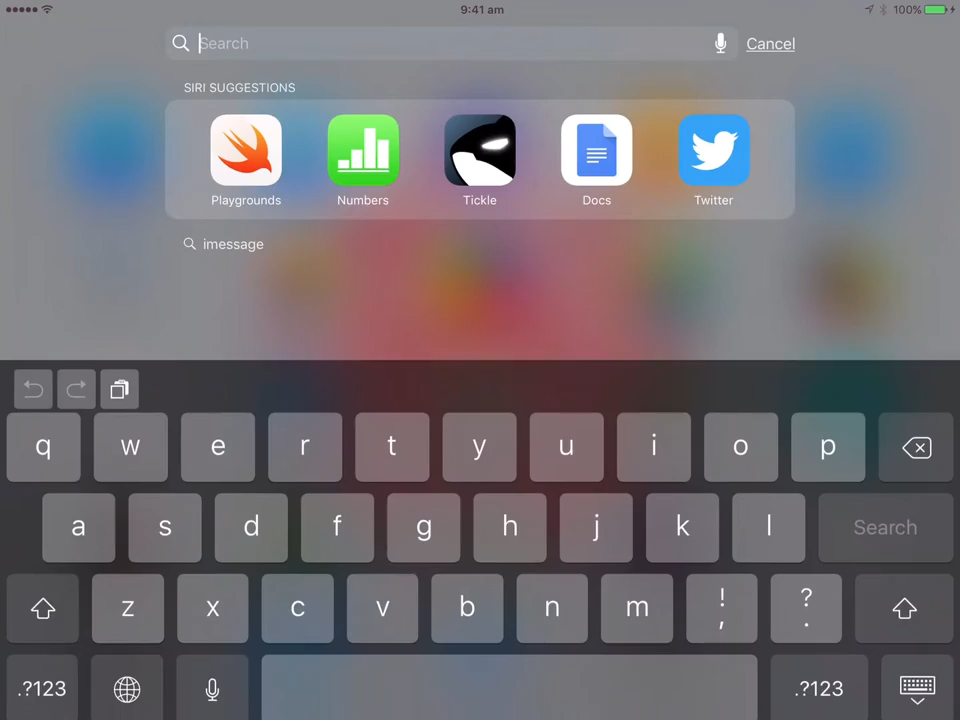 9:41 am 100%
Search Cancel
SIRI SUGGESTIONS
Playgrounds Numbers Tickle Docs Twitter
imessage
q w e r t y u i o p
a s d f g h j k l Search
z x c v b n m ! ?
, .
.?123 .?123